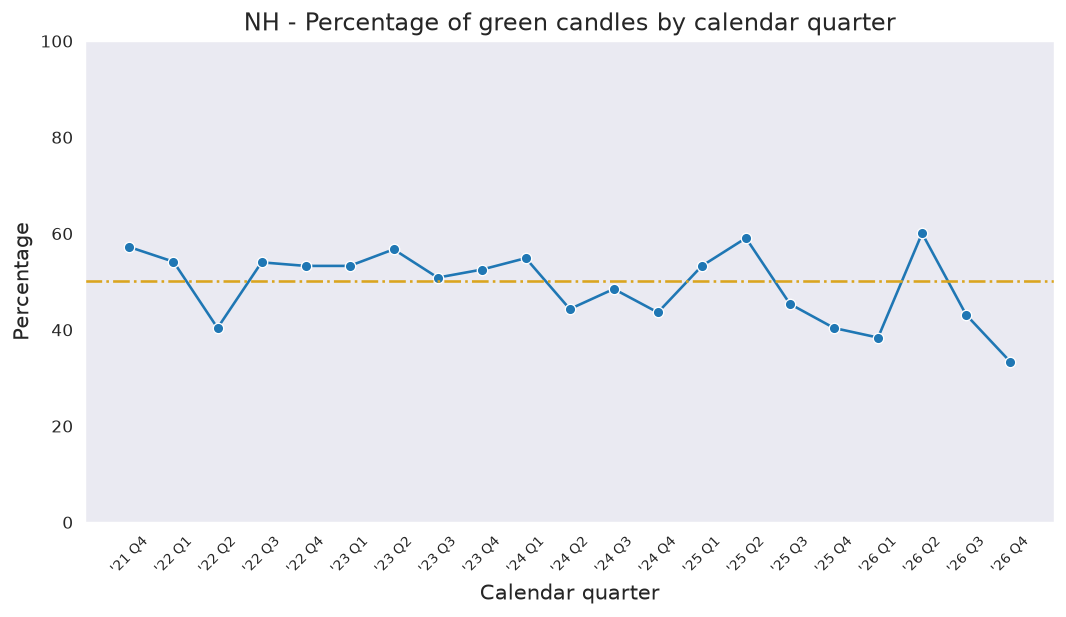 NH - Percentage of green candles by calendar quarter
100
80
60
40
20
0
Percentage
'21 Q4
'22 Q1
'22 Q2
'22 Q3
'22 Q4
'23 Q1
'23 Q2
'23 Q3
'23 Q4
'24 Q1
'24 Q2
'24 Q3
'24 Q4
'25 Q1
'25 Q2
'25 Q3
'25 Q4
'26 Q1
'26 Q2
'26 Q3
'26 Q4
Calendar quarter